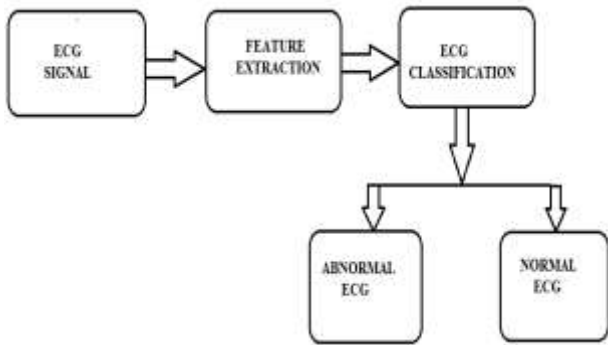 ECG
SIGNAL
FEATURE
EXTRACTION
ECG
CLASSIFICATION
ABNORMAL
ECG
NORMAL
ECG